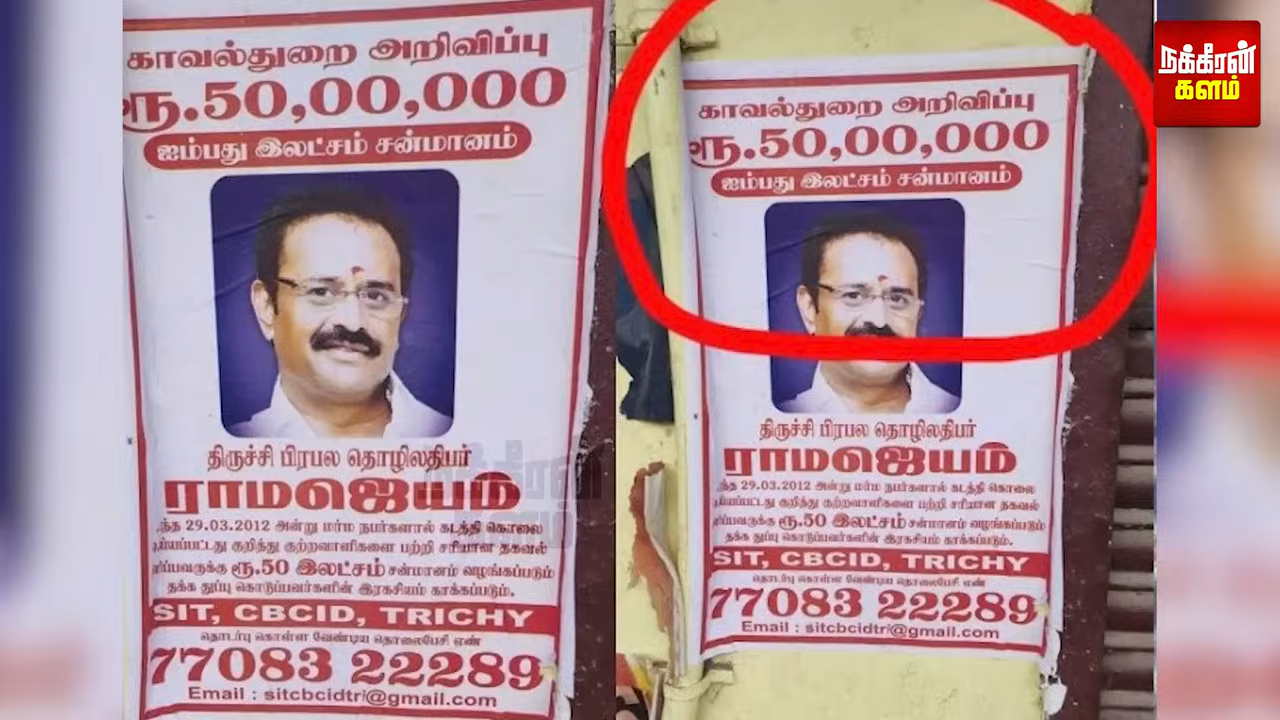 காவல்துறை அறிவிப்பு
ரூ.50,00,000
ஐம்பது இலட்சம் சன்மானம்
திருச்சி பிரபல தொழிலதிபர்
ராமஜெயம்
29.03.2012 அன்று மர்ம நபர்களால் கடத்தி கொலை
குறித்து குற்றவாளிகளை பற்றி சரியான தகவல்
ரூ.50 இலட்சம் சன்மானம் வழங்கப்படும்
தக்க துப்பு கொடுப்பவர்களின் இரகசியம் காக்கப்படும்.
SIT, CBCID, TRICHY
தொடர்பு கொள்ள வேண்டிய தொலைபேசி எண்
77083 22289
Email : sitcbcidtri@gmail.com
நக்கீரன்
களம்
காவல்துறை அறிவிப்பு
ரூ.50,00,000
ஐம்பது இலட்சம் சன்மானம்
திருச்சி பிரபல தொழிலதிபர்
ராமஜெயம்
29.03.2012 அன்று மர்ம நபர்களால் கடத்தி கொலை
குறித்து குற்றவாளிகளை பற்றி சரியான தகவல்
ரூ.50 இலட்சம் சன்மானம் வழங்கப்படும்
தக்க துப்பு கொடுப்பவர்களின் இரகசியம் காக்கப்படும்.
SIT, CBCID, TRICHY
தொடர்பு கொள்ள வேண்டிய தொலைபேசி எண்
77083 22289
Email : sitcbcidtri@gmail.com
நக்கீரன்
களம்